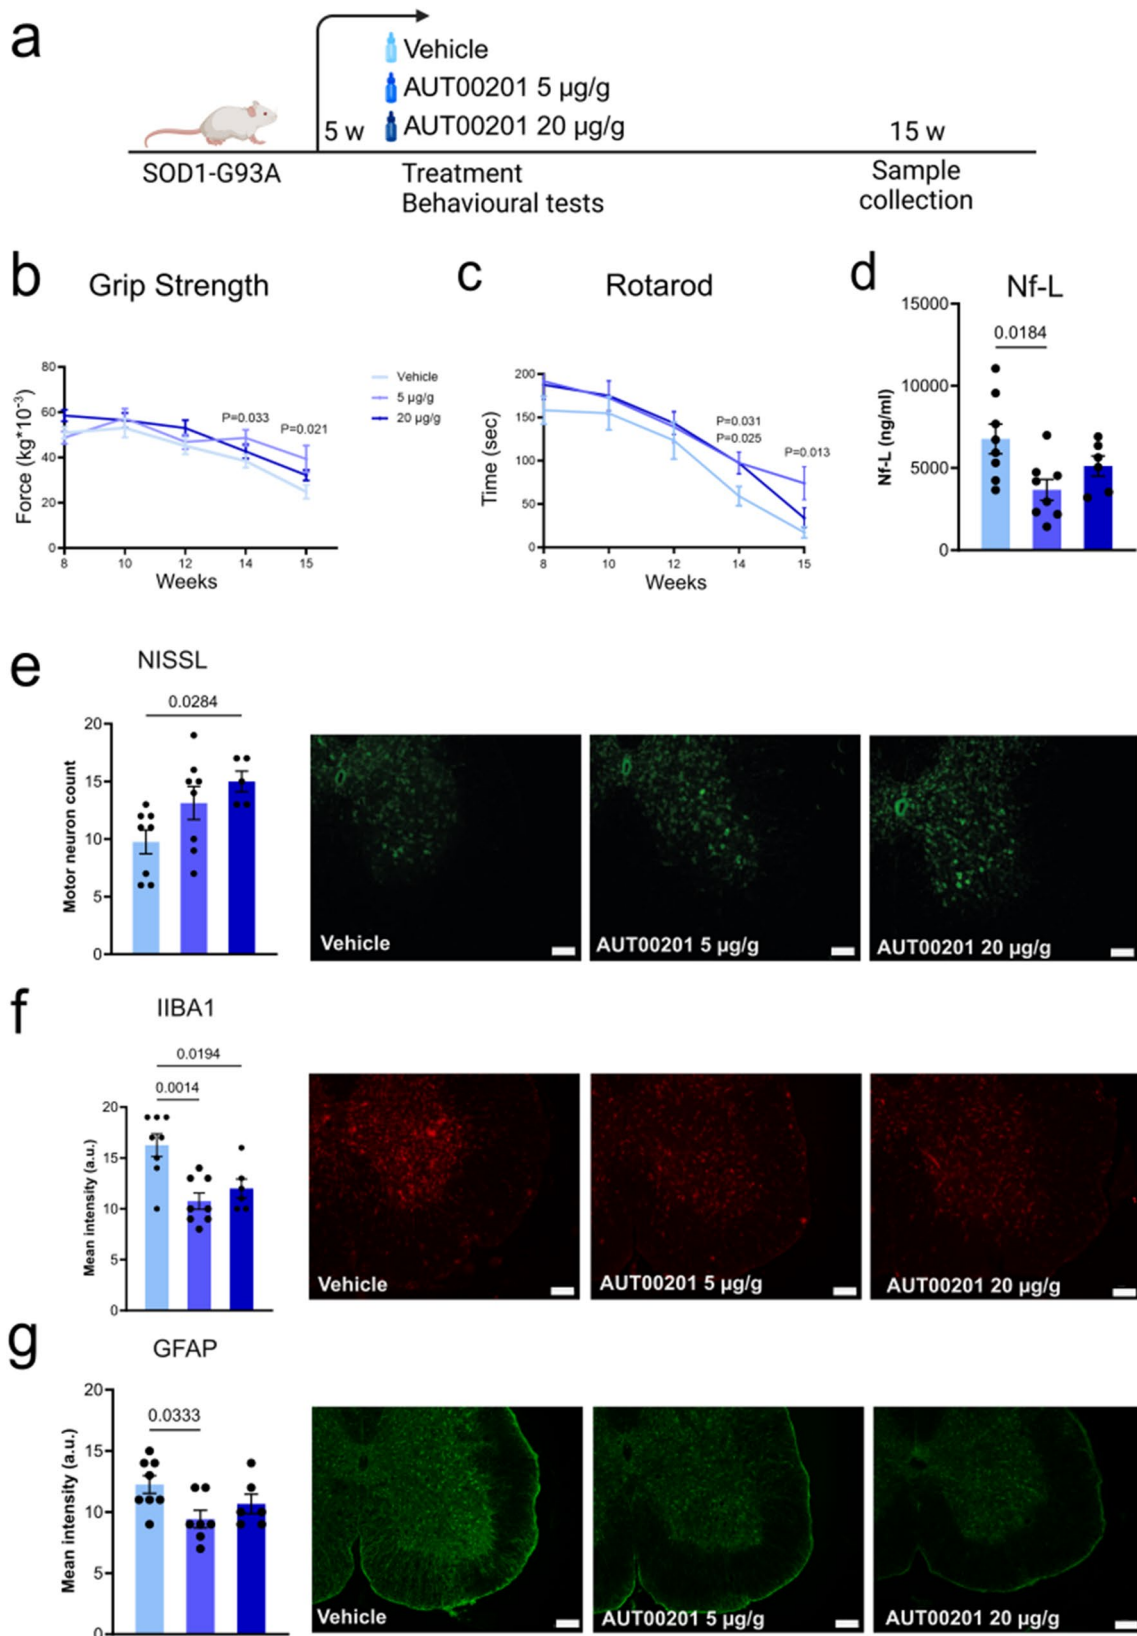 a
Vehicle
AUT00201 5 µg/g
AUT00201 20 µg/g
5 w
15 w
SOD1-G93A
Treatment
Behavioural tests
Sample
collection
b
Grip Strength
Force (kg*10⁻³)
80
60
40
20
0
P=0.033
P=0.021
8
10
12
14
15
Weeks
Vehicle
5 µg/g
20 µg/g
c
Rotarod
Time (sec)
200
150
100
50
0
P=0.031
P=0.025
P=0.013
8
10
12
14
15
Weeks
d
Nf-L
Nf-L (ng/ml)
15000
10000
5000
0
0.0184
e
NISSL
Motor neuron count
20
15
10
5
0
0.0284
Vehicle
AUT00201 5 µg/g
AUT00201 20 µg/g
f
IIBA1
Mean intensity (a.u.)
20
15
10
5
0
0.0194
0.0014
Vehicle
AUT00201 5 µg/g
AUT00201 20 µg/g
g
GFAP
Mean intensity (a.u.)
20
15
10
5
0
0.0333
Vehicle
AUT00201 5 µg/g
AUT00201 20 µg/g